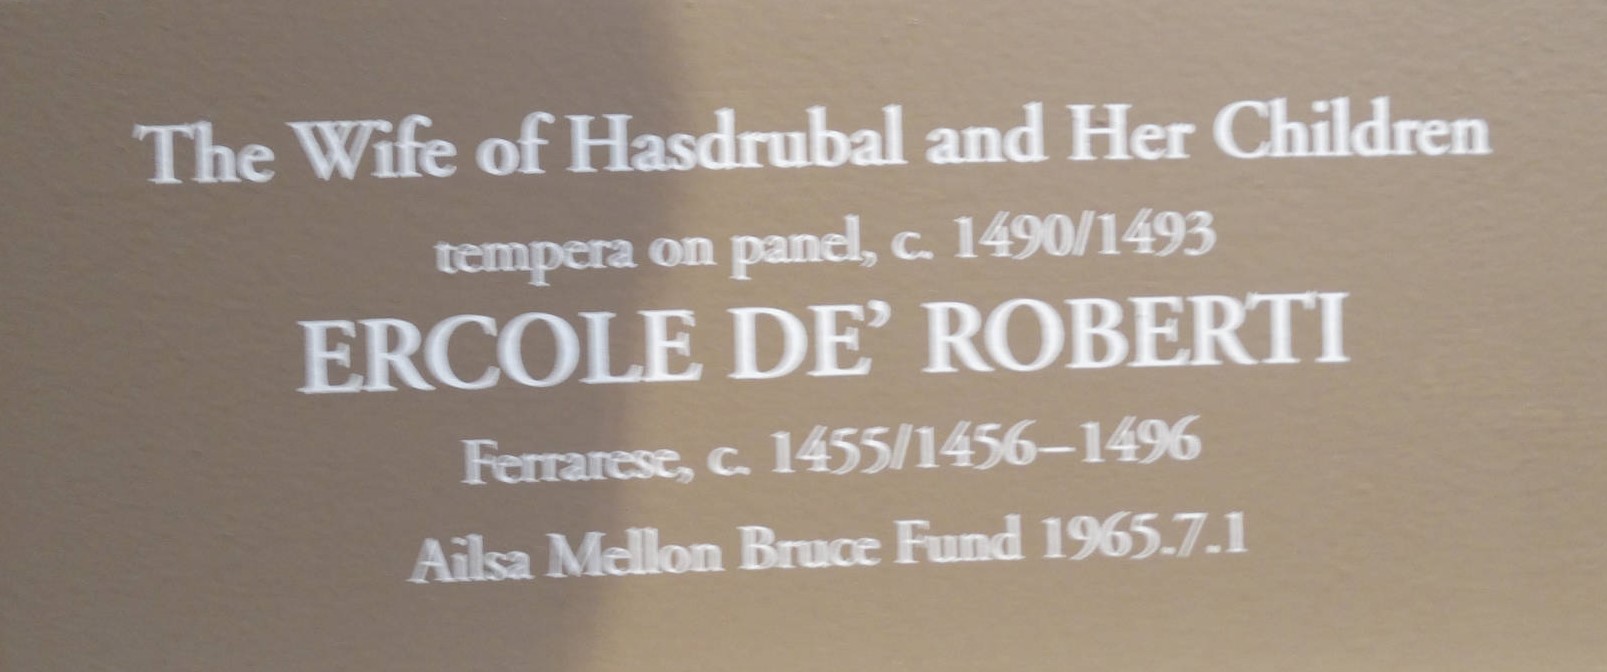 The Wife of Hasdrubal and Her Children
tempera on panel, c. 1490/1493
ERCOLE DE’ ROBERTI
Ferrarese, c. 1455/1456–1496
Ailsa Mellon Bruce Fund 1965.7.1